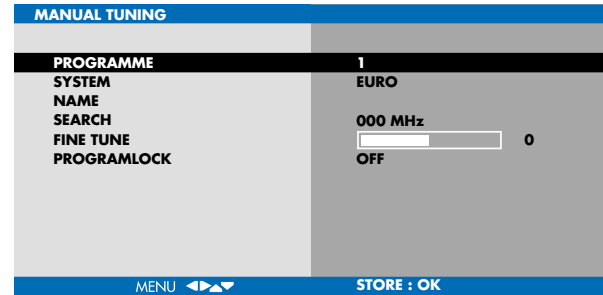 MANUAL TUNING
PROGRAMME 1
SYSTEM EURO
NAME
SEARCH 000 MHz
FINE TUNE 0
PROGRAMLOCK OFF
MENU ◀▶▲▼ STORE : OK